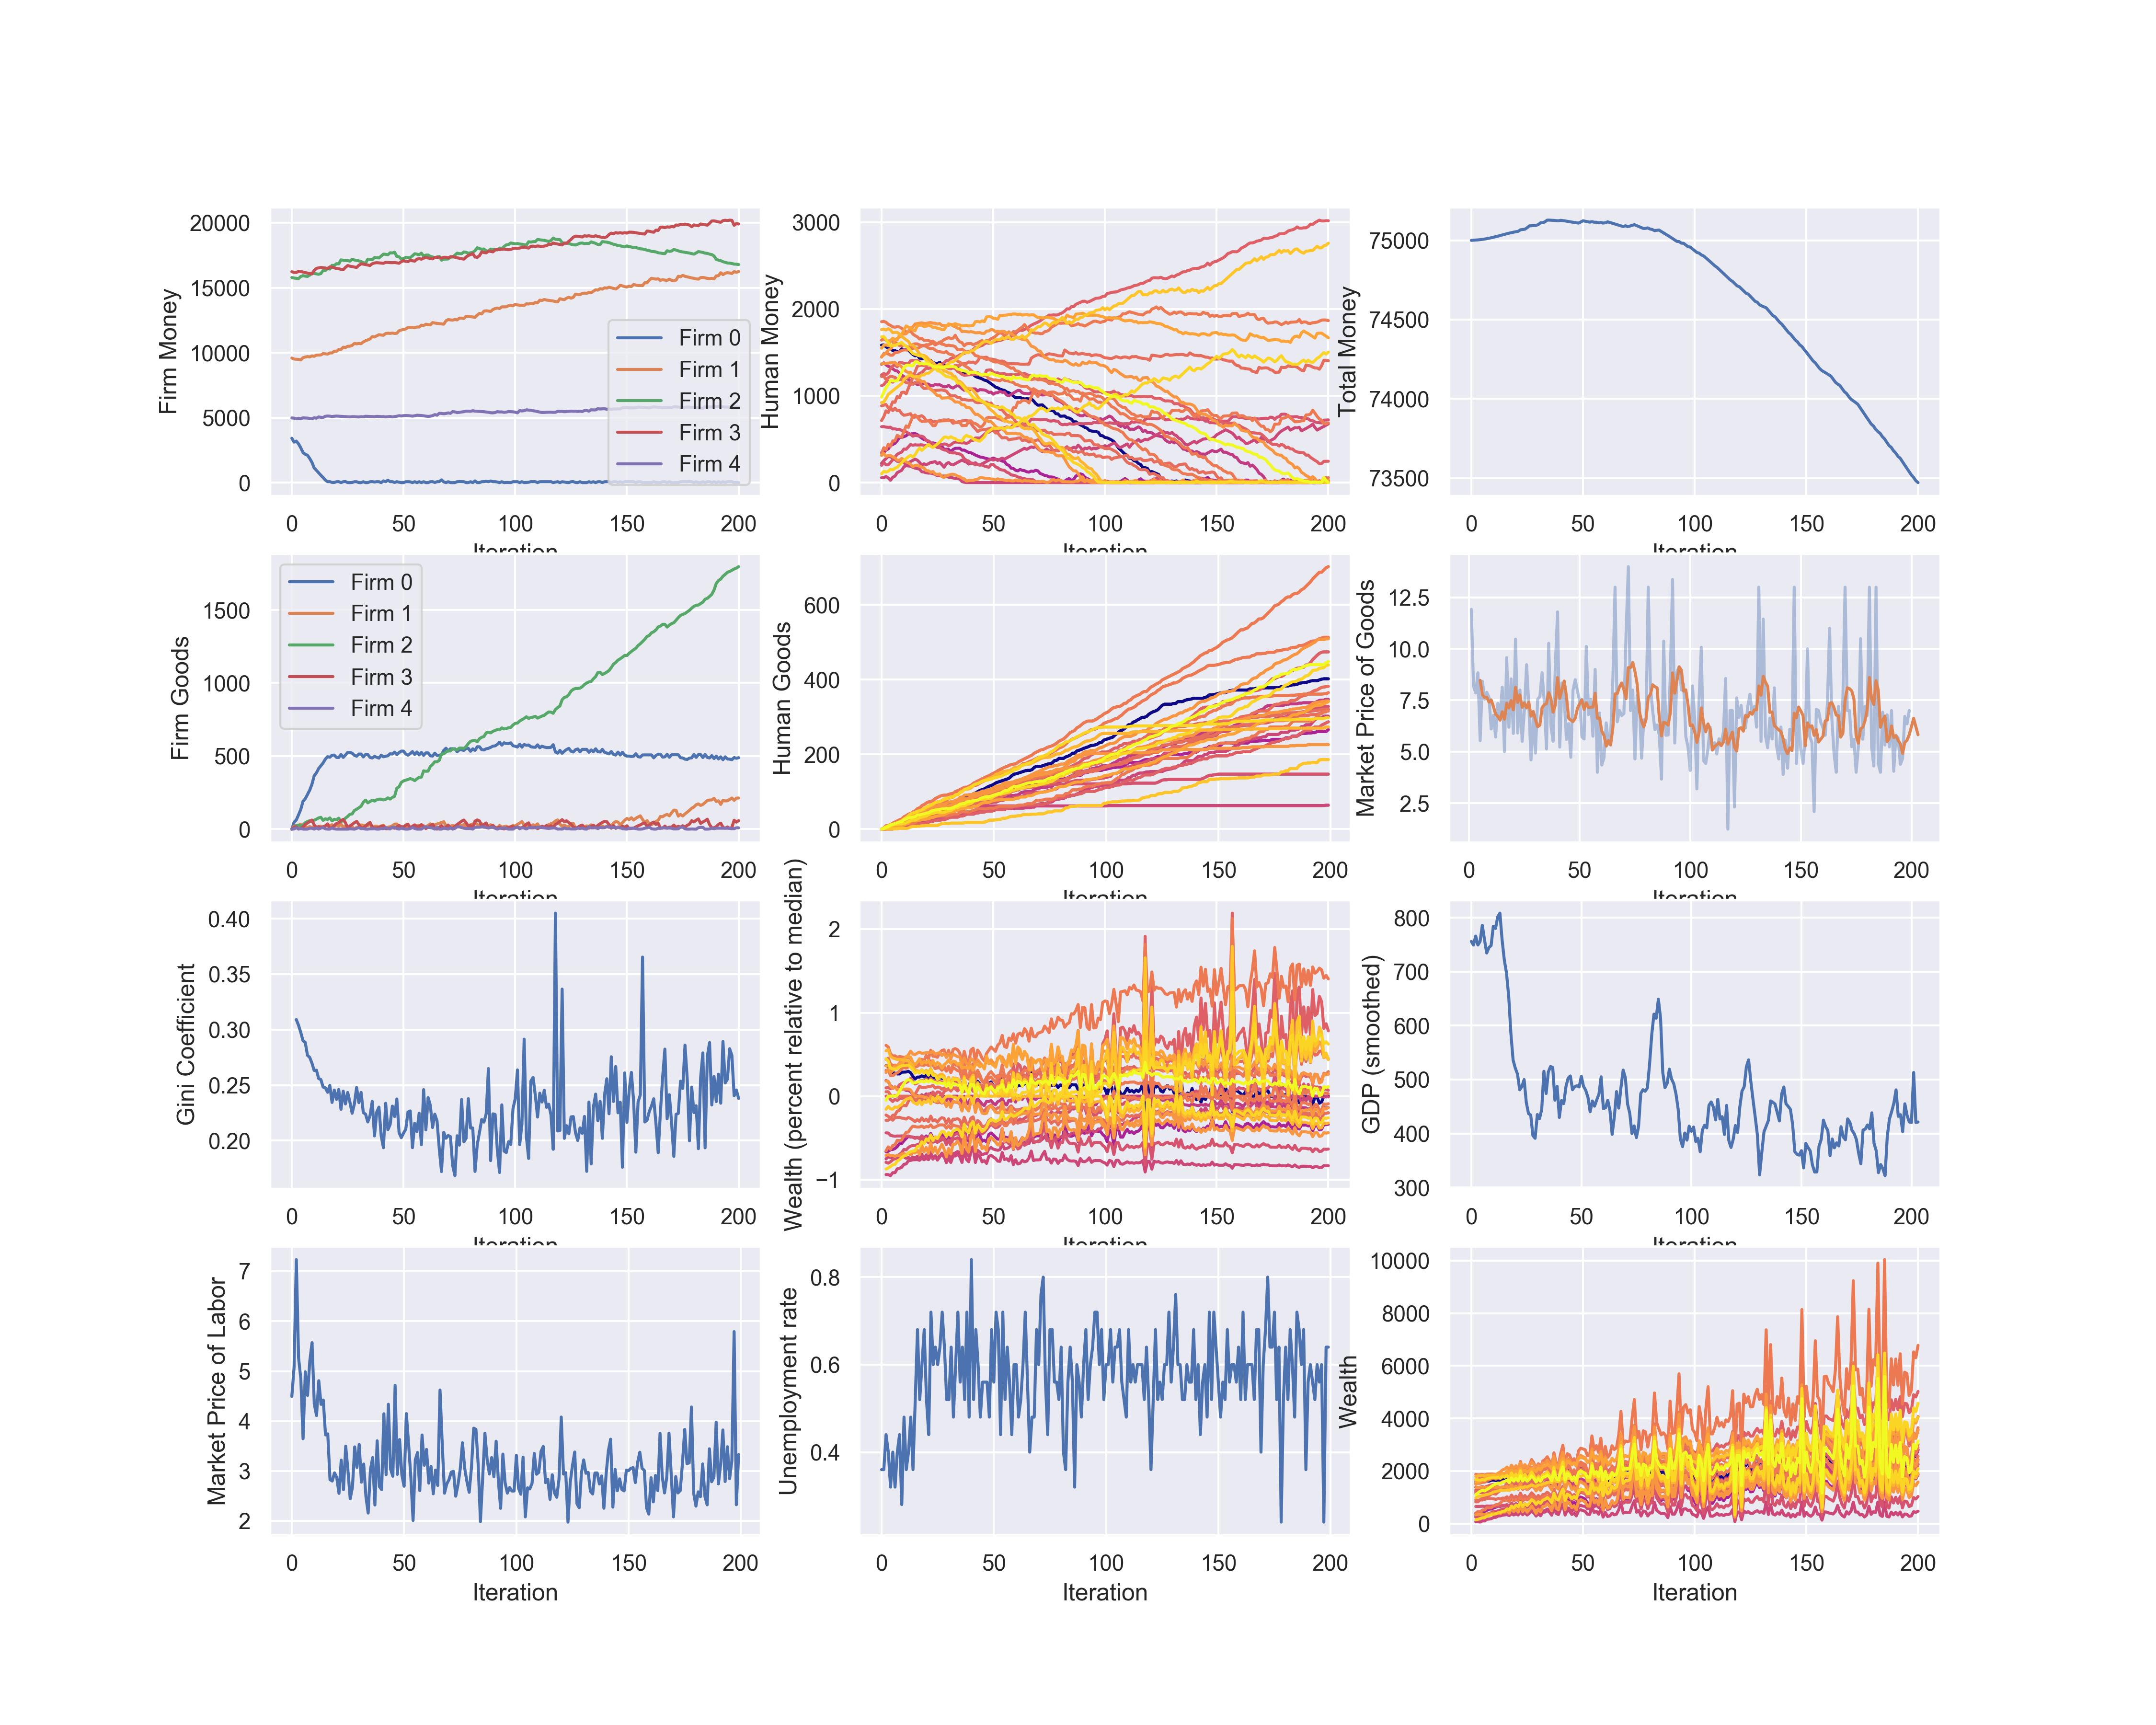 Firm Money
20000
15000
10000
5000
0
Firm 0
Firm 1
Firm 2
Firm 3
Firm 4
0 50 100 150 200
Iteration
Human Money
3000
2000
1000
0
0 50 100 150 200
Iteration
Total Money
75000
74500
74000
73500
0 50 100 150 200
Iteration
Firm Goods
1500
1000
500
0
Firm 0
Firm 1
Firm 2
Firm 3
Firm 4
0 50 100 150 200
Iteration
Human Goods
600
400
200
0
0 50 100 150 200
Iteration
Market Price of Goods
12.5
10.0
7.5
5.0
2.5
0 50 100 150 200
Iteration
Gini Coefficient
0.40
0.35
0.30
0.25
0.20
0 50 100 150 200
Iteration
Wealth (percent relative to median)
2
1
0
−1
0 50 100 150 200
Iteration
GDP (smoothed)
800
700
600
500
400
300
0 50 100 150 200
Iteration
Market Price of Labor
7
6
5
4
3
2
0 50 100 150 200
Iteration
Unemployment rate
0.8
0.6
0.4
0 50 100 150 200
Iteration
Wealth
10000
8000
6000
4000
2000
0
0 50 100 150 200
Iteration